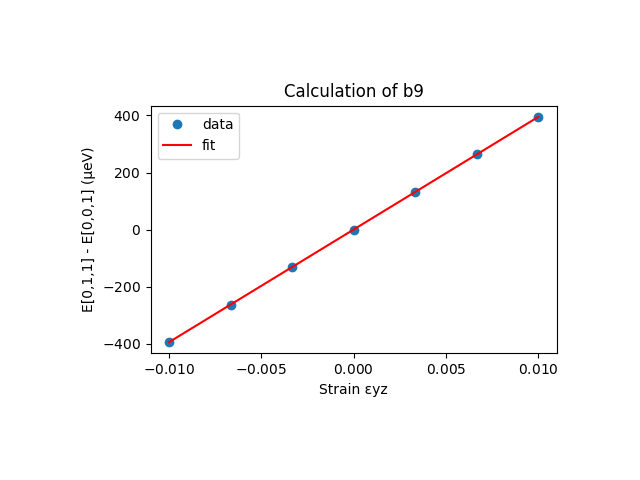 Calculation of b9
data
fit
400
200
0
−200
−400
E[0,1,1] - E[0,0,1] (μeV)
−0.010
−0.005
0.000
0.005
0.010
Strain εyz